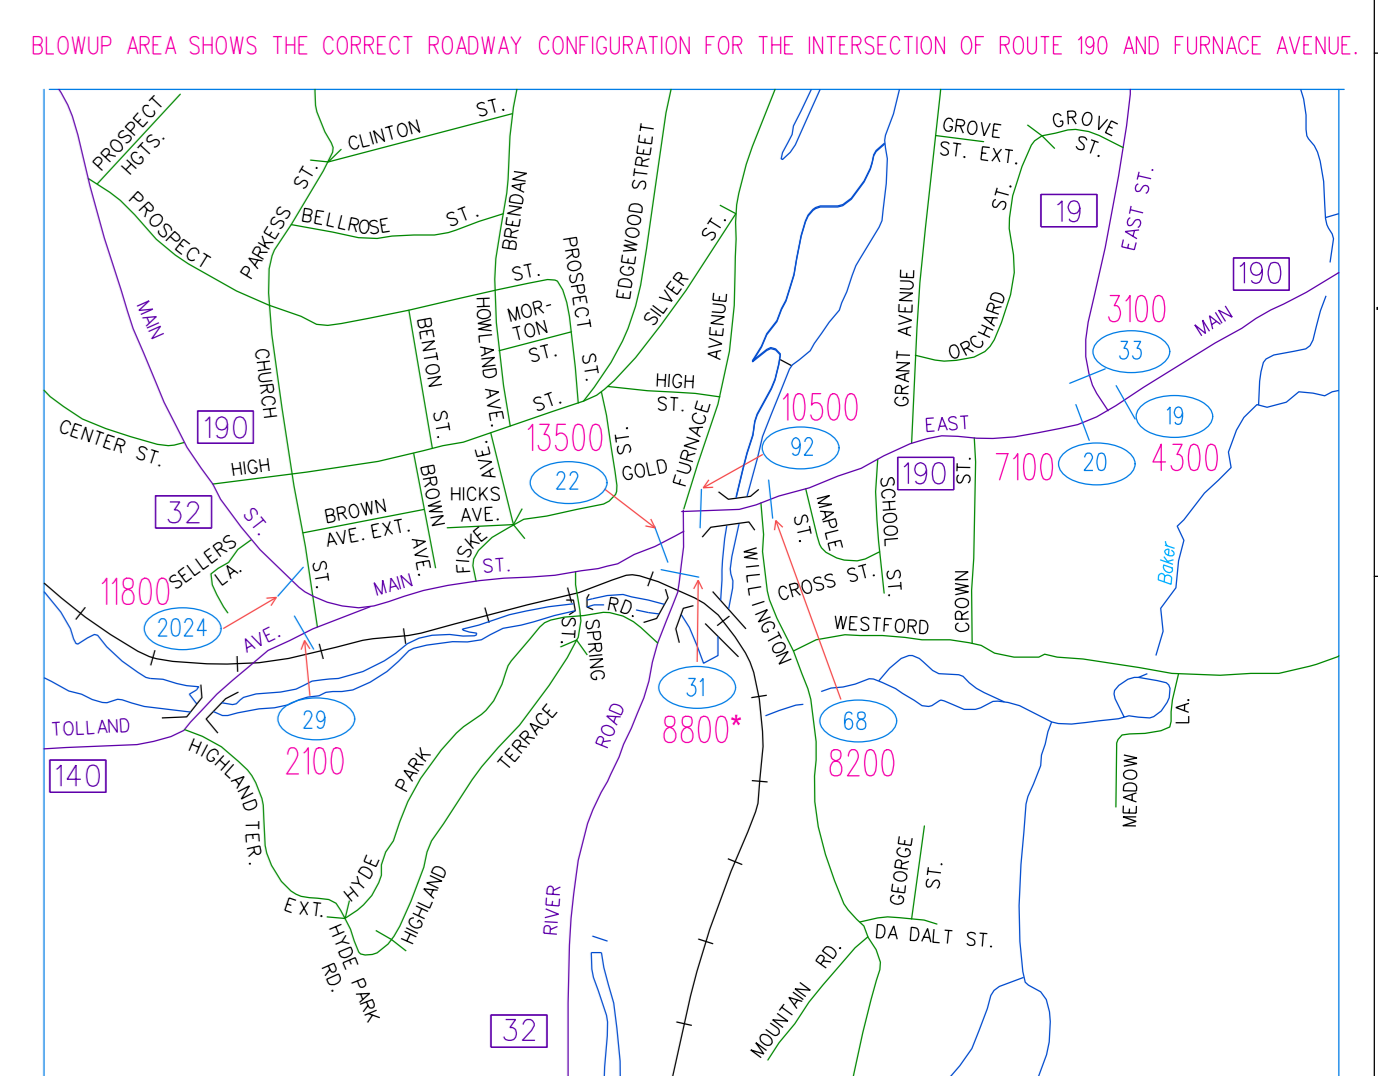 BLOWUP AREA SHOWS THE CORRECT ROADWAY CONFIGURATION FOR THE INTERSECTION OF ROUTE 190 AND FURNACE AVENUE.
PROSPECT
HGTS.
CLINTON ST.
PARKESS ST.
PROSPECT
BELLROSE ST.
BRENDAN
EDGEWOOD STREET
SILVER ST.
GROVE
ST. EXT.
GROVE
ST.
19
EAST ST.
190
MAIN
3100
33
ORCHARD ST.
GRANT AVENUE
PROSPECT ST.
ST.
MOR-
TON
ST.
HOWLAND AVE.
BENTON ST.
CHURCH
MAIN
AVENUE
FURNACE
HIGH
ST.
ST.
10500
92
EAST
190
7100
20
19
4300
CENTER ST.
190
HIGH
32
ST.
13500
22
ST.
GOLD
AVE.
HICKS
AVE.
FISKE
BROWN
AVE. EXT.
BROWN
AVE.
SELLERS
LA.
ST.
MAIN ST.
11800
2024
AVE.
29
2100
TOLLAND
140
RD.
ST.
SPRING
31
8800*
WILLINGTON
MAPLE
ST.
SCHOOL
ST.
CROSS ST.
ST.
CROWN
WESTFORD
Baker
68
8200
LA.
MEADOW
HIGHLAND TER.
PARK
HYDE
TERRACE
HIGHLAND
EXT.
HYDE PARK
RD.
ROAD
RIVER
32
GEORGE
ST.
DA DALT ST.
MOUNTAIN RD.